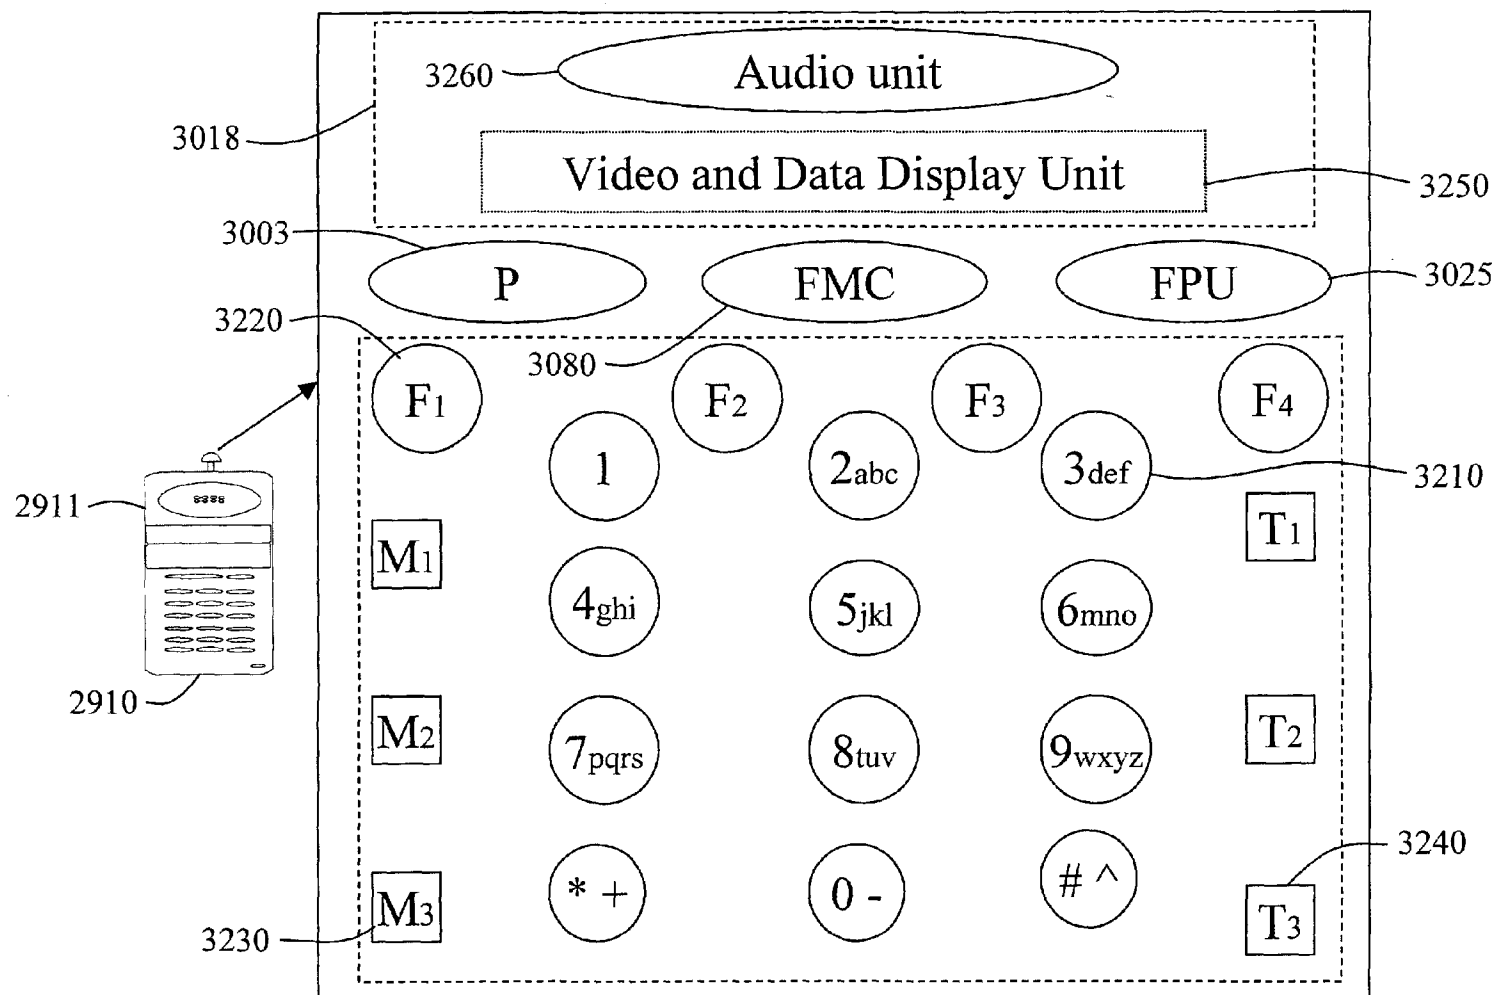 3260
Audio unit
3018
Video and Data Display Unit
3250
3003
P
FMC
FPU
3025
3220
3080
F1
F2
F3
F4
1
2abc
3def
3210
8888
2911
M1
T1
4ghi
5jkl
6mno
2910
M2
7pqrs
8tuv
9wxyz
T2
3240
M3
* +
0 -
# ^
T3
3230